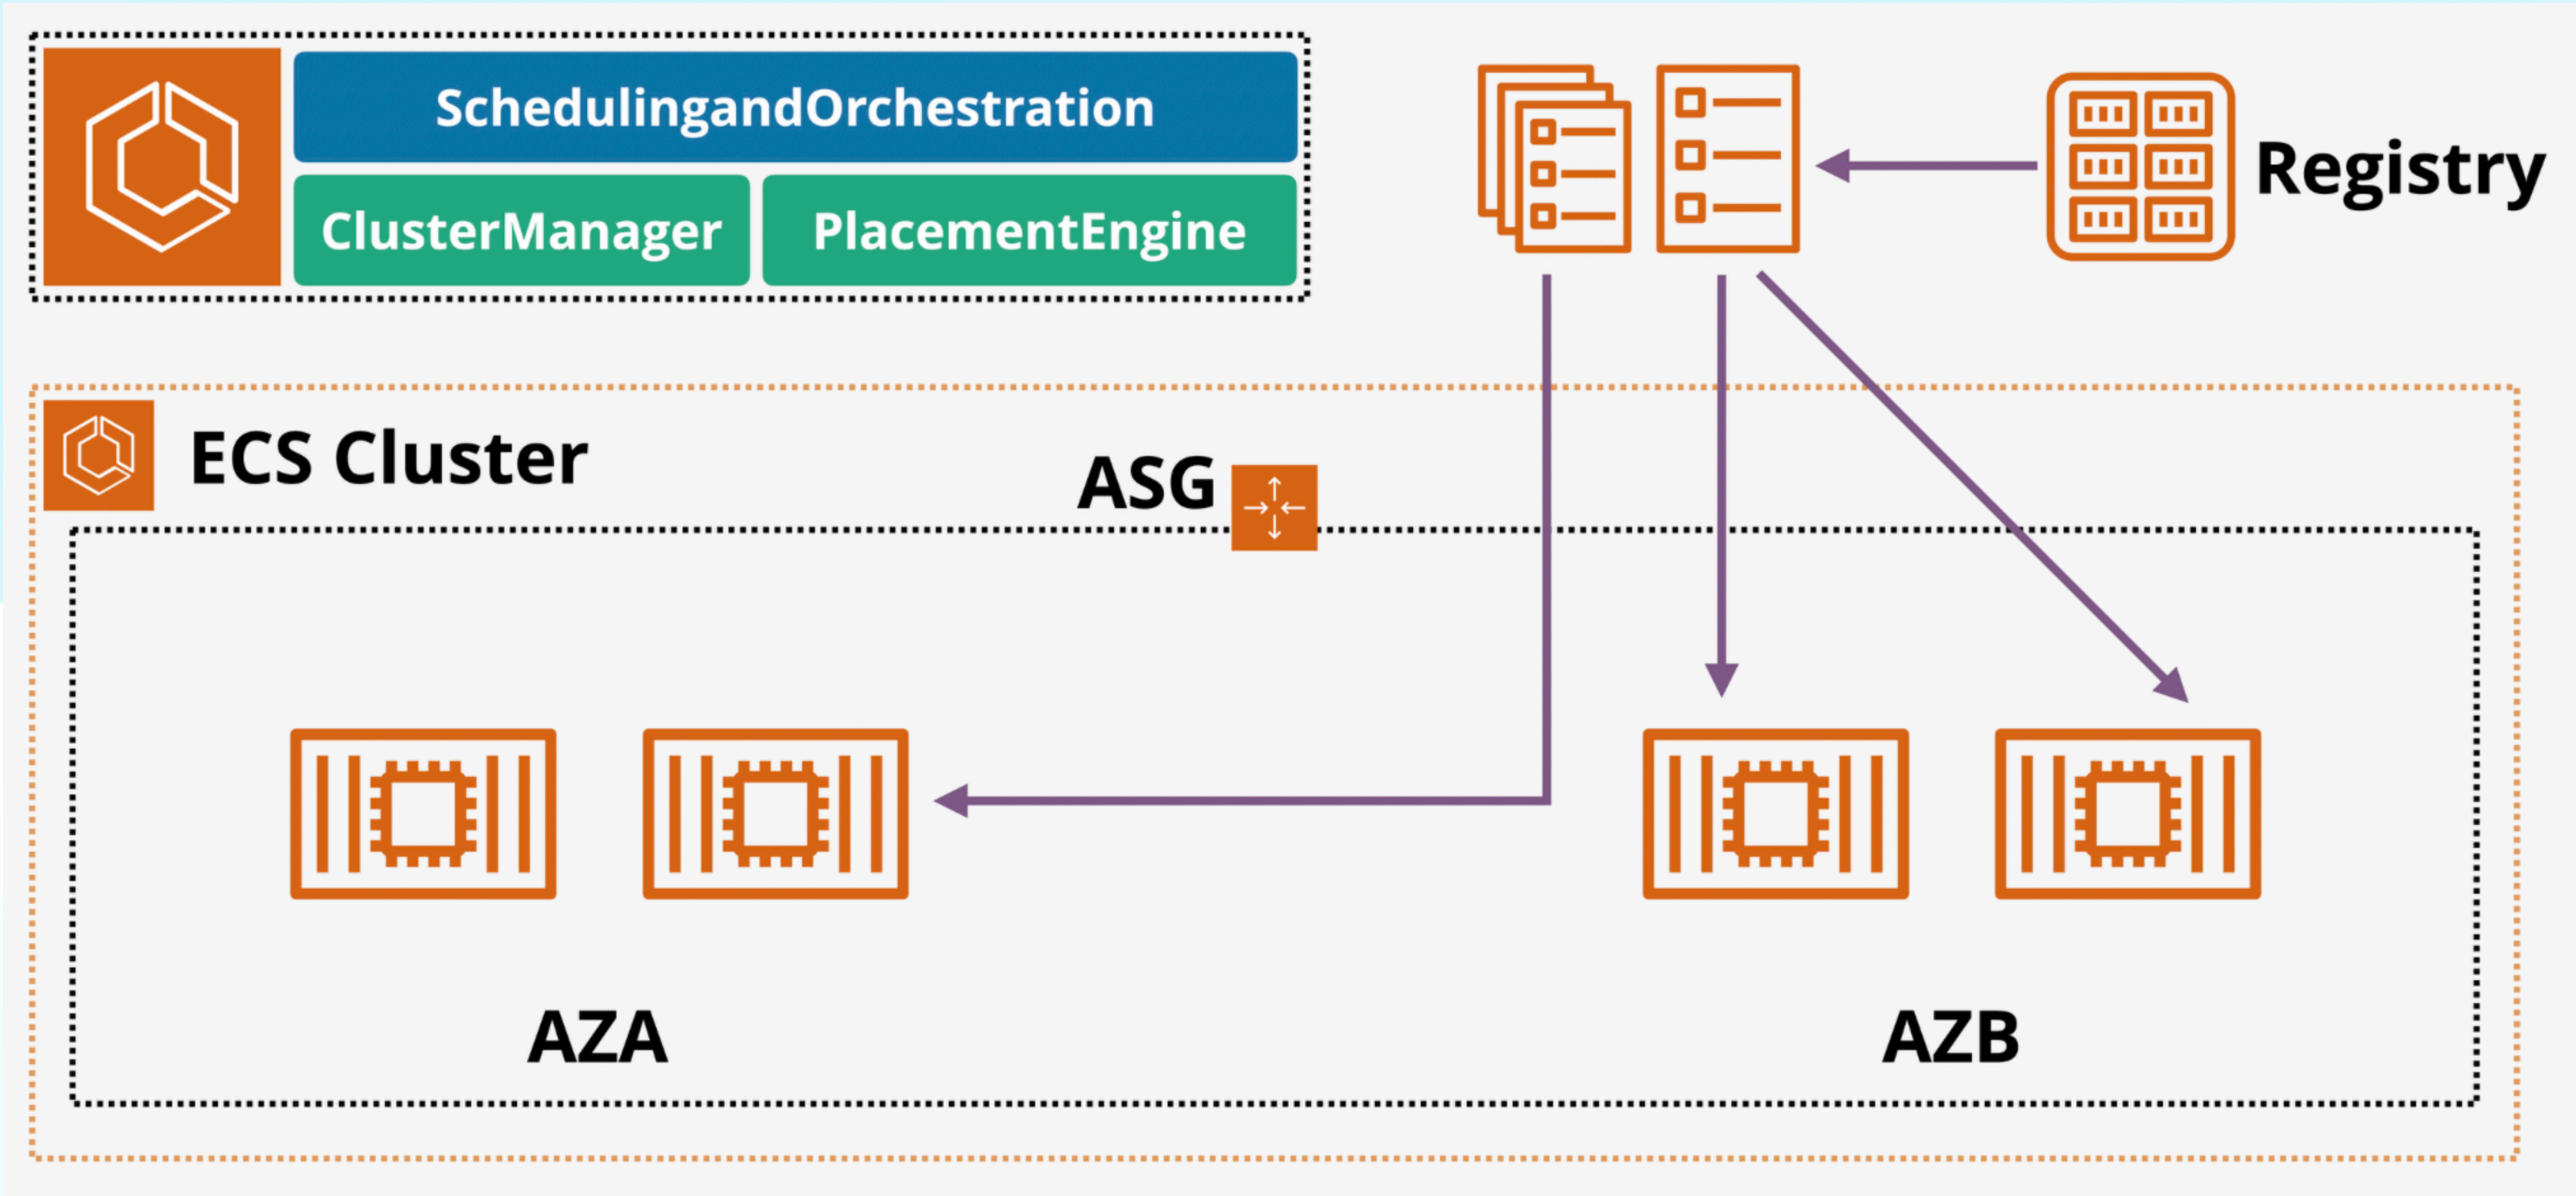 SchedulingandOrchestration
ClusterManager
PlacementEngine
Registry
ECS Cluster
ASG
AZA
AZB